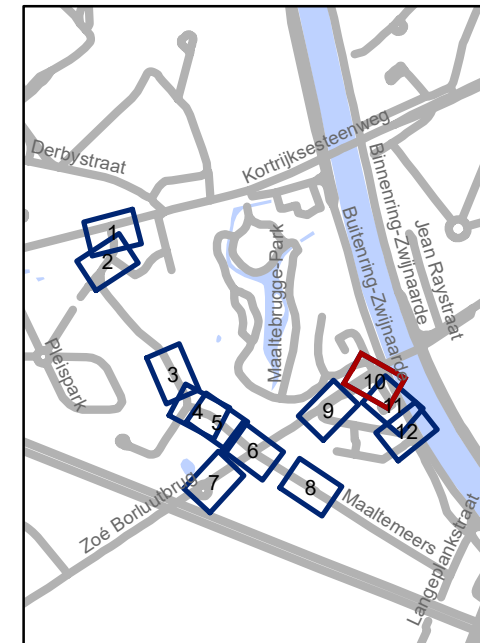 Kortrijksesteenweg
Derbystraat
Binnenring-Zwijnaarde
Buitenring-Zwijnaarde
Jean Raystraat
Maaltebrugge-Park
1
2
Pleispark
3
10
4
11
9
5
12
6
7
8
Zoé Borluutbrug
Maaltemeers
Langeplankstraat